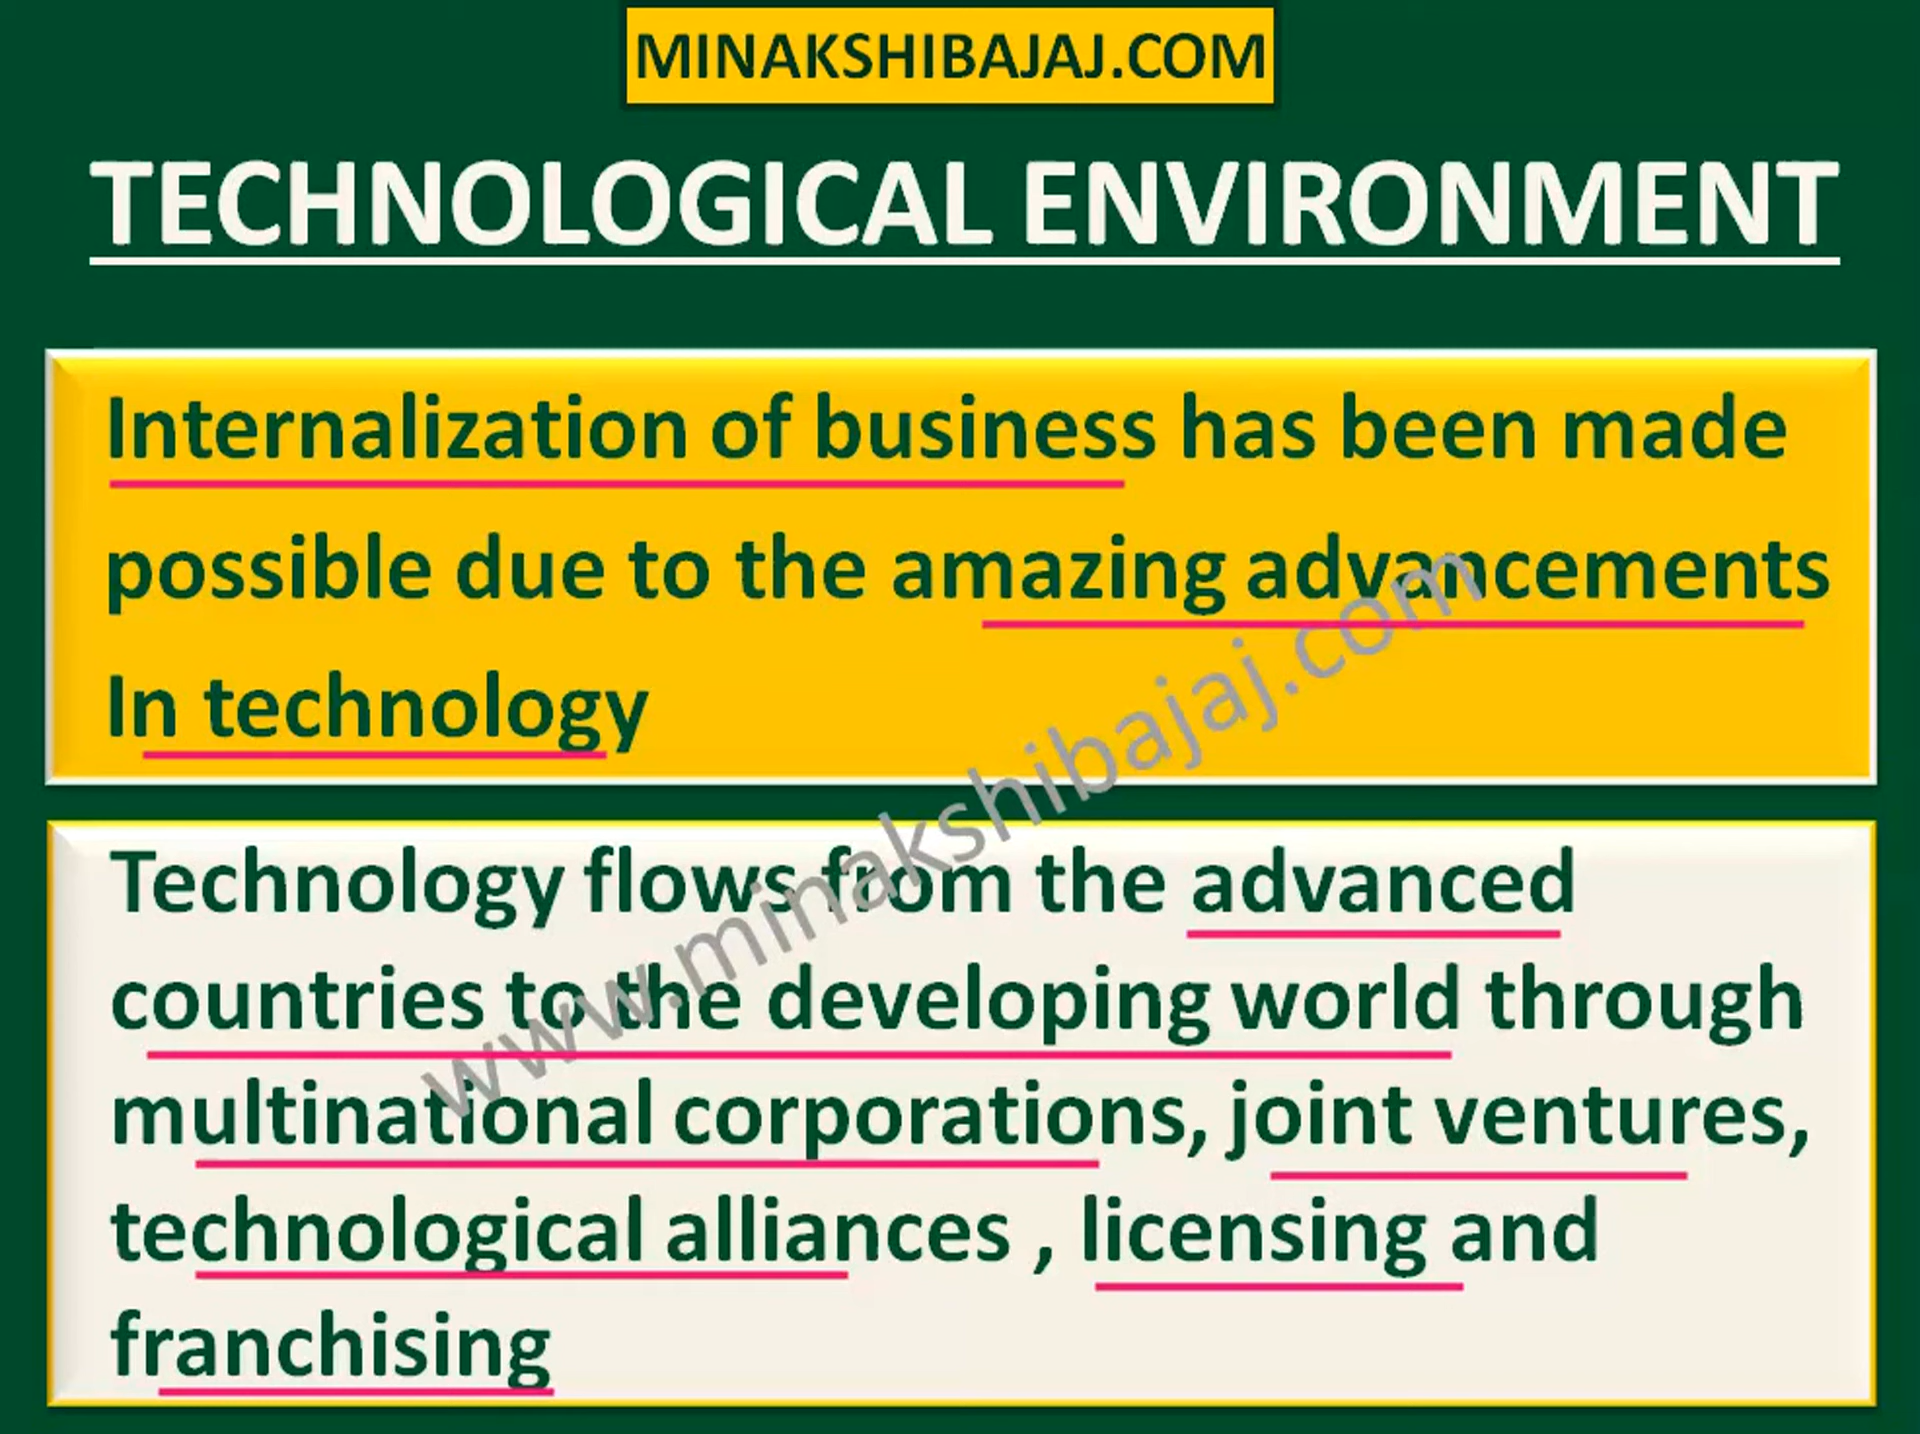 MINAKSHIBAJAJ.COM
TECHNOLOGICAL ENVIRONMENT
Internalization of business has been made
possible due to the amazing advancements
In technology
Technology flows from the advanced
countries to the developing world through
multinational corporations, joint ventures,
technological alliances , licensing and
franchising
www.minakshibajaj.com